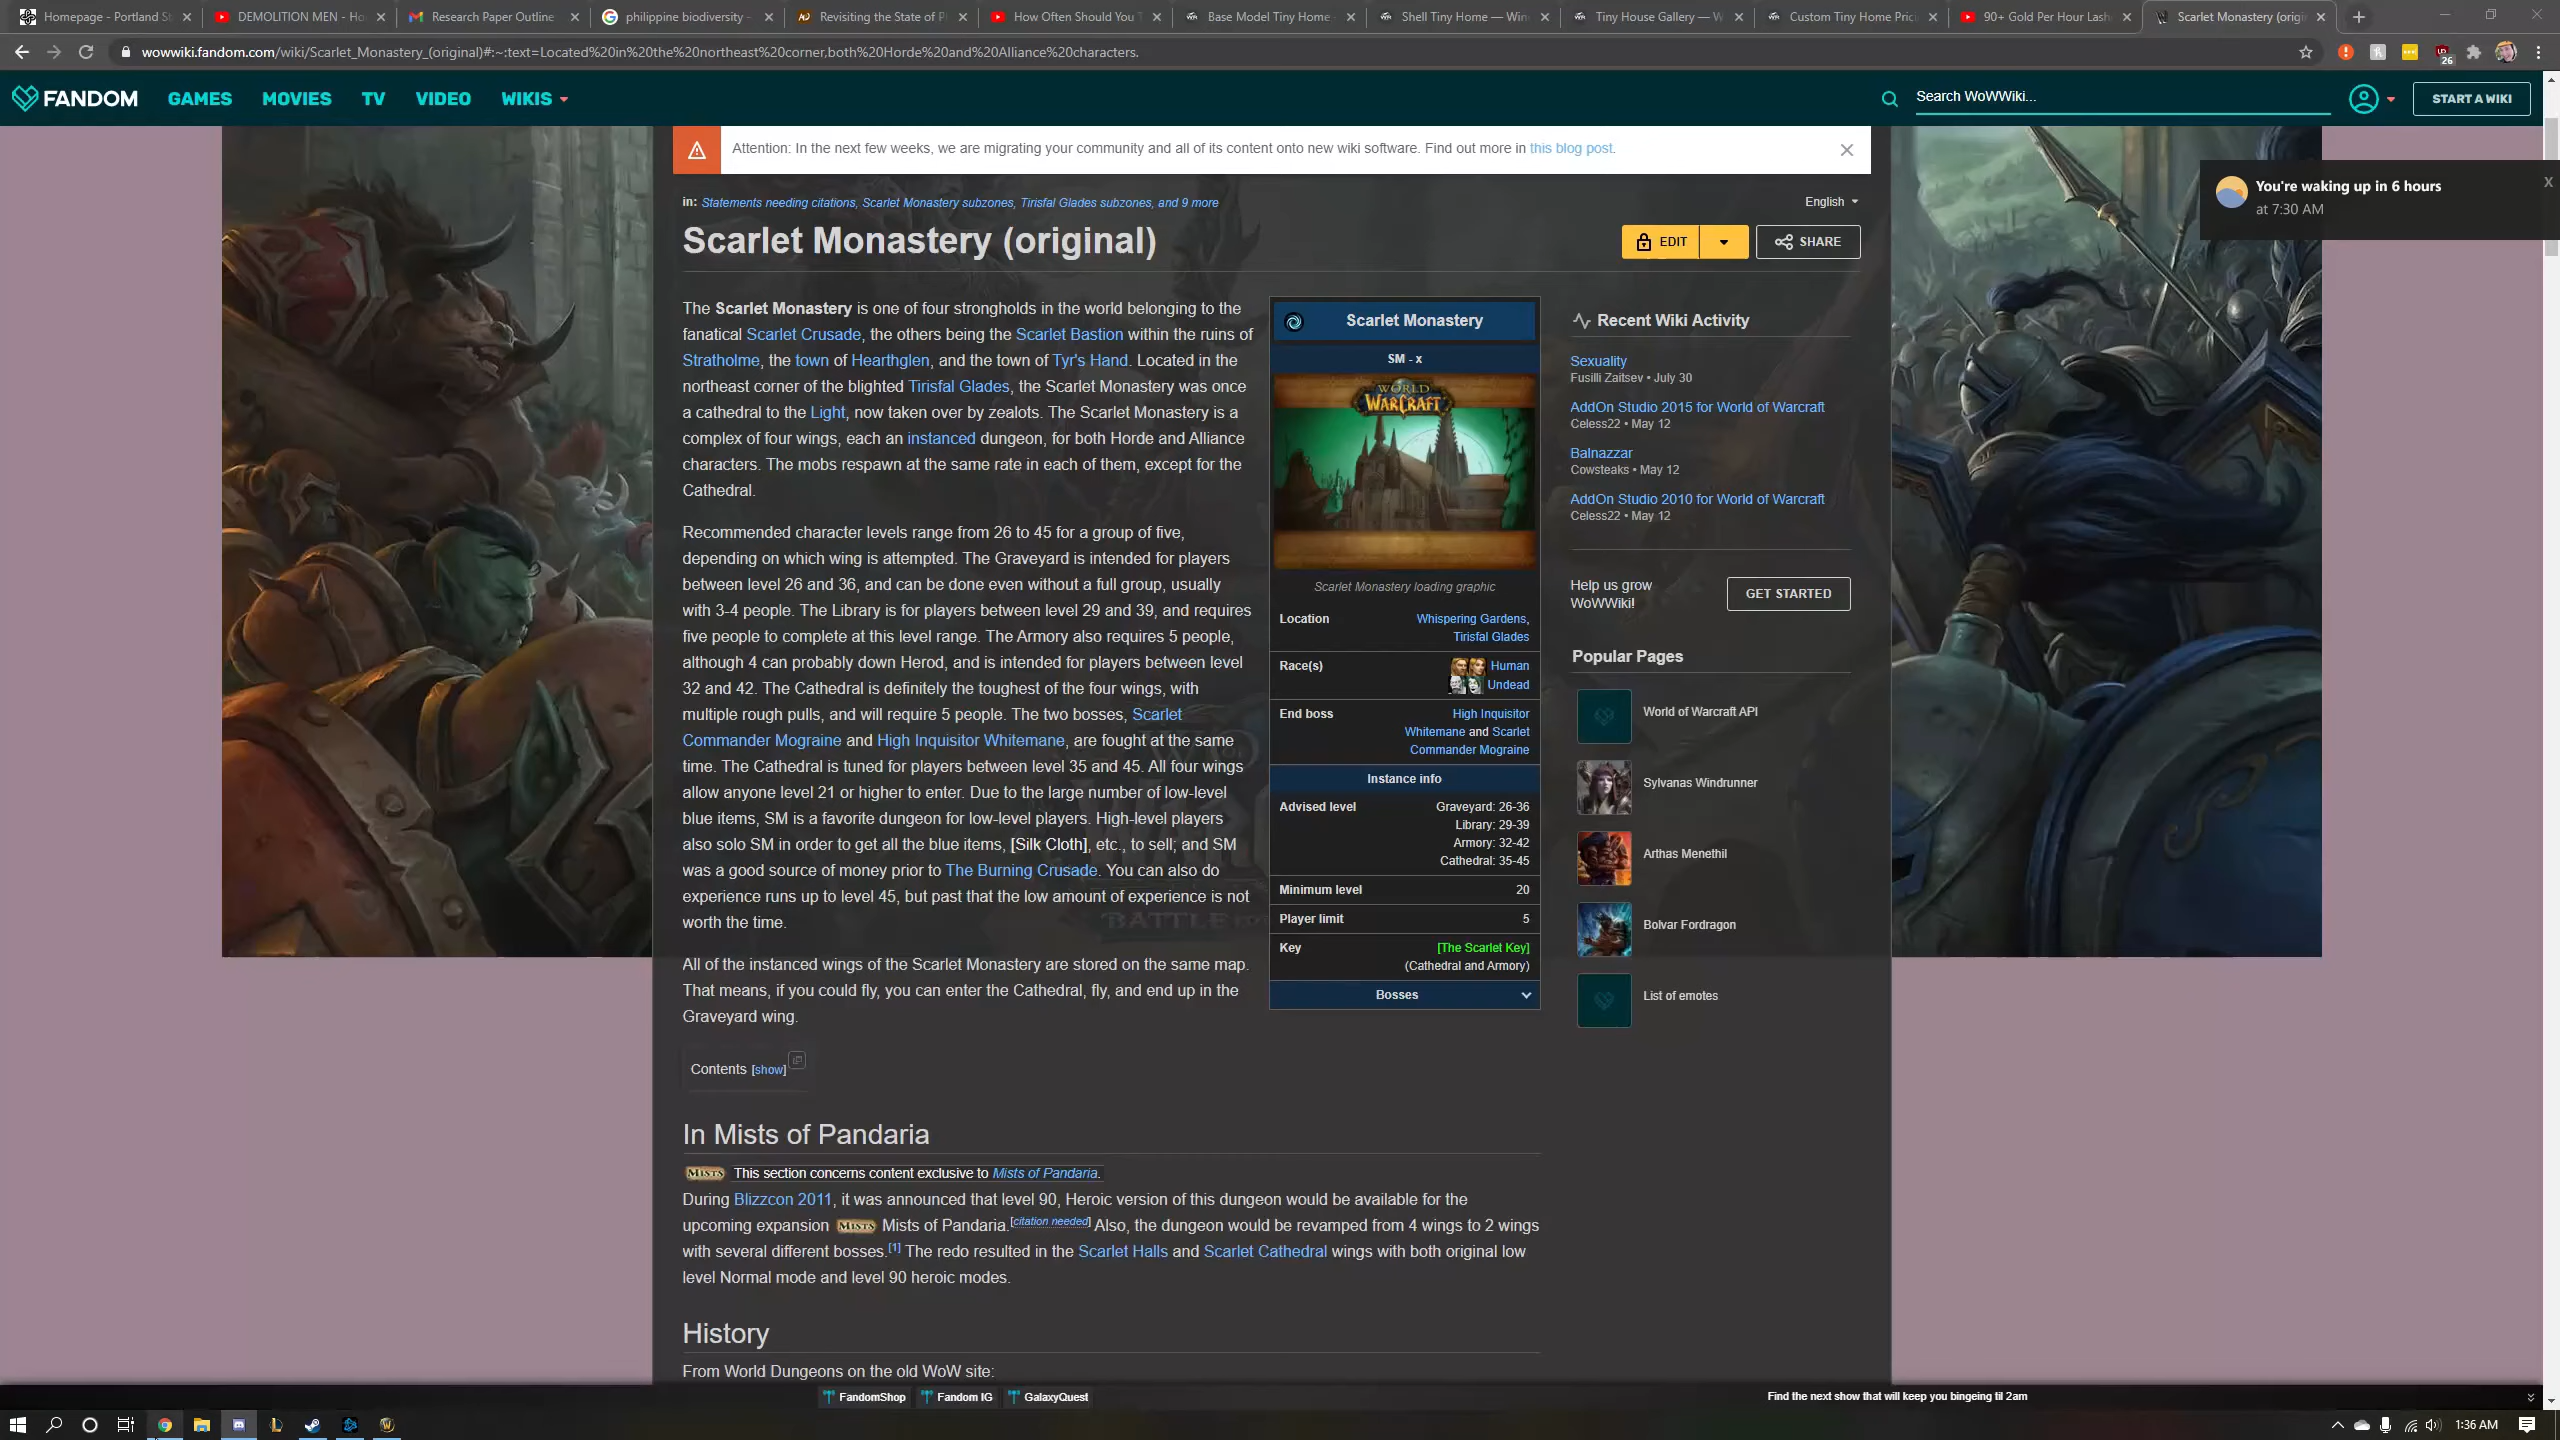 Homepage - Portland St
DEMOLITION MEN - Ho
Research Paper Outline
philippine biodiversity -
Revisiting the State of P
How Often Should You T
Base Model Tiny Home
Shell Tiny Home — Win
Tiny House Gallery — W
Custom Tiny Home Prici
90+ Gold Per Hour Lash
Scarlet Monastery (origi
wowwiki.fandom.com/wiki/Scarlet_Monastery_(original)#:~:text=Located%20in%20the%20northeast%20corner,both%20Horde%20and%20Alliance%20characters.
26
FANDOM GAMES MOVIES TV VIDEO WIKIS
Search WoWWiki...
START A WIKI
Attention: In the next few weeks, we are migrating your community and all of its content onto new wiki software. Find out more in this blog post.
You're waking up in 6 hours
at 7:30 AM
X
in: Statements needing citations, Scarlet Monastery subzones, Tirisfal Glades subzones, and 9 more
English
Scarlet Monastery (original)
EDIT
SHARE
The Scarlet Monastery is one of four strongholds in the world belonging to the
fanatical Scarlet Crusade, the others being the Scarlet Bastion within the ruins of
Stratholme, the town of Hearthglen, and the town of Tyr's Hand. Located in the
northeast corner of the blighted Tirisfal Glades, the Scarlet Monastery was once
a cathedral to the Light, now taken over by zealots. The Scarlet Monastery is a
complex of four wings, each an instanced dungeon, for both Horde and Alliance
characters. The mobs respawn at the same rate in each of them, except for the
Cathedral.
Recommended character levels range from 26 to 45 for a group of five,
depending on which wing is attempted. The Graveyard is intended for players
between level 26 and 36, and can be done even without a full group, usually
with 3-4 people. The Library is for players between level 29 and 39, and requires
five people to complete at this level range. The Armory also requires 5 people,
although 4 can probably down Herod, and is intended for players between level
32 and 42. The Cathedral is definitely the toughest of the four wings, with
multiple rough pulls, and will require 5 people. The two bosses, Scarlet
Commander Mograine and High Inquisitor Whitemane, are fought at the same
time. The Cathedral is tuned for players between level 35 and 45. All four wings
allow anyone level 21 or higher to enter. Due to the large number of low-level
blue items, SM is a favorite dungeon for low-level players. High-level players
also solo SM in order to get all the blue items, [Silk Cloth], etc., to sell; and SM
was a good source of money prior to The Burning Crusade. You can also do
experience runs up to level 45, but past that the low amount of experience is not
worth the time.
All of the instanced wings of the Scarlet Monastery are stored on the same map.
That means, if you could fly, you can enter the Cathedral, fly, and end up in the
Graveyard wing.
Scarlet Monastery
SM - x
WORLD
WARCRAFT
Scarlet Monastery loading graphic
Location Whispering Gardens,
Tirisfal Glades
Race(s) Human
Undead
End boss High Inquisitor
Whitemane and Scarlet
Commander Mograine
Instance info
Advised level Graveyard: 26-36
Library: 29-39
Armory: 32-42
Cathedral: 35-45
Minimum level 20
Player limit 5
Key [The Scarlet Key]
(Cathedral and Armory)
Bosses
Recent Wiki Activity
Sexuality
Fusilli Zaitsev • July 30
AddOn Studio 2015 for World of Warcraft
Celess22 • May 12
Balnazzar
Cowsteaks • May 12
AddOn Studio 2010 for World of Warcraft
Celess22 • May 12
Help us grow
WoWWiki!
GET STARTED
Popular Pages
World of Warcraft API
Sylvanas Windrunner
Arthas Menethil
Bolvar Fordragon
List of emotes
Contents [show]
In Mists of Pandaria
MISTS This section concerns content exclusive to Mists of Pandaria.
During Blizzcon 2011, it was announced that level 90, Heroic version of this dungeon would be available for the
upcoming expansion MISTS Mists of Pandaria.[citation needed] Also, the dungeon would be revamped from 4 wings to 2 wings
with several different bosses.[1] The redo resulted in the Scarlet Halls and Scarlet Cathedral wings with both original low
level Normal mode and level 90 heroic modes.
History
From World Dungeons on the old WoW site:
FandomShop
Fandom IG
GalaxyQuest
Find the next show that will keep you bingeing til 2am
1:36 AM